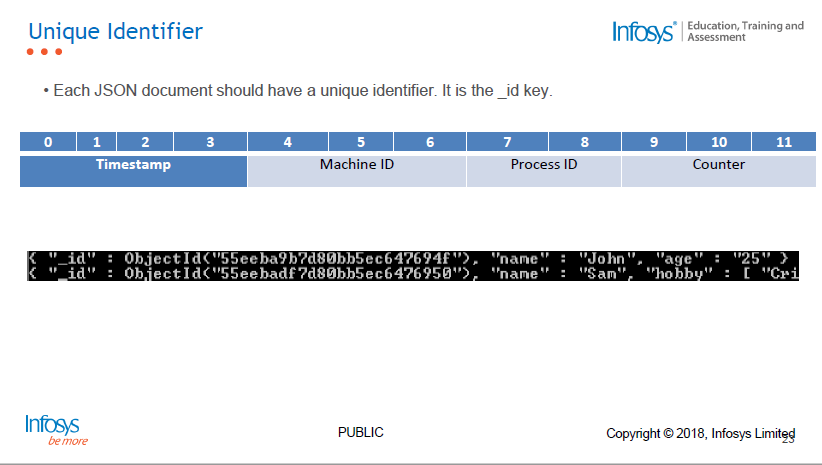 Unique Identifier
Infosys® | Education, Training and
Assessment
• Each JSON document should have a unique identifier. It is the _id key.
0 1 2 3 4 5 6 7 8 9 10 11
Timestamp Machine ID Process ID Counter
{ "_id" : ObjectId("55eeba9b7d80bb5ec647694f"), "name" : "John", "age" : "25" }
{ "_id" : ObjectId("55eebadf7d80bb5ec6476950"), "name" : "Sam", "hobby" : [ "Cri
Infosys
be more
PUBLIC
Copyright © 2018, Infosys Limited
23